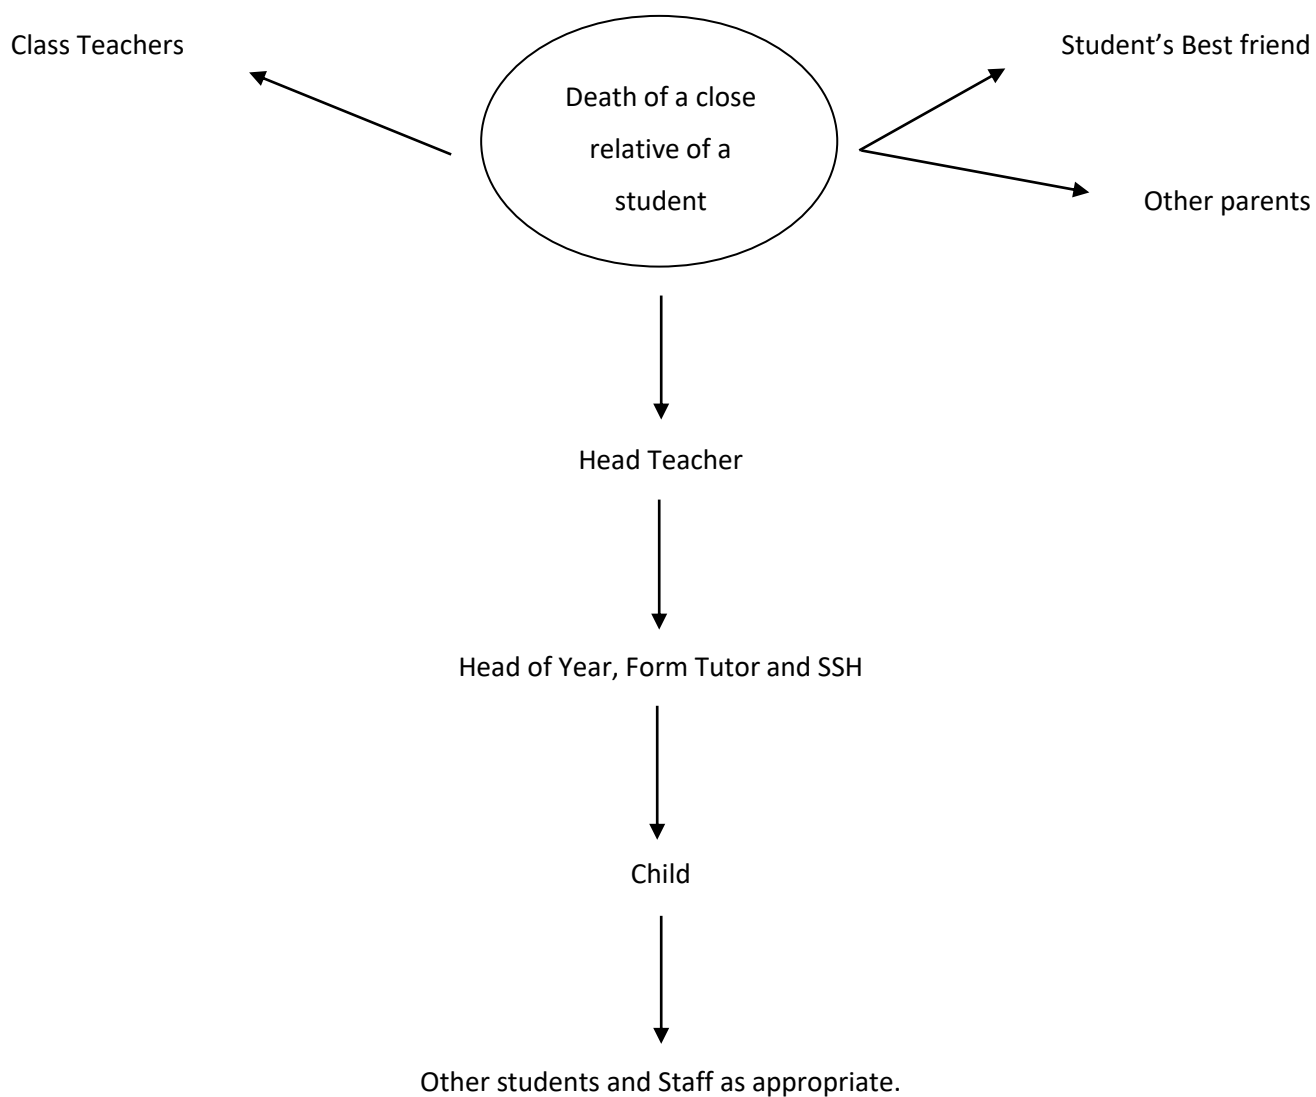 Class Teachers
Student’s Best friend
Death of a close
relative of a
student
Other parents
Head Teacher
Head of Year, Form Tutor and SSH
Child
Other students and Staff as appropriate.